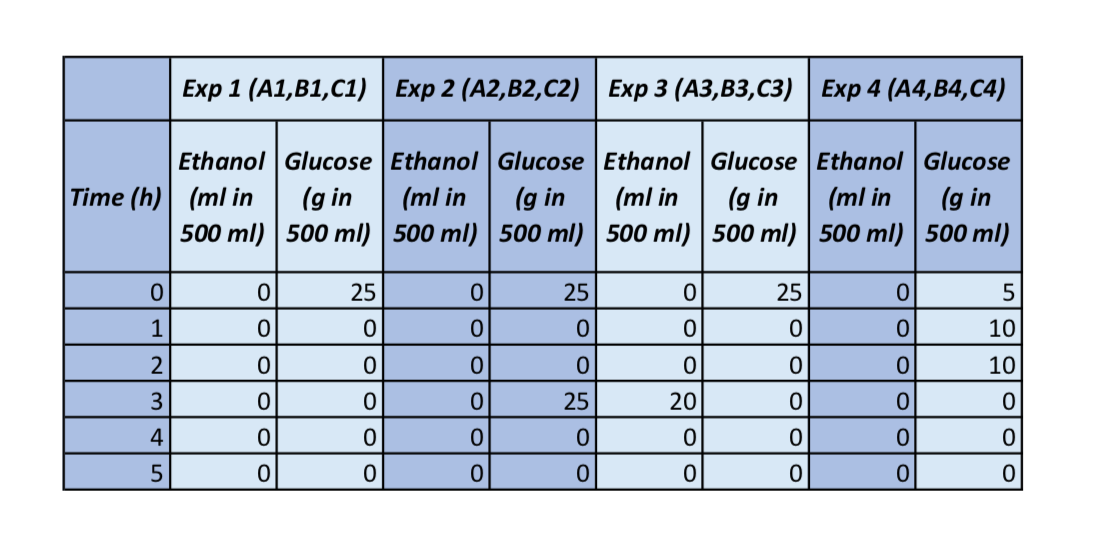 Exp 1 (A1,B1,C1) Exp 2 (A2,B2,C2) Exp 3 (A3,B3,C3) Exp 4 (A4,B4,C4)
Time (h) Ethanol (ml in 500 ml) Glucose (g in 500 ml) Ethanol (ml in 500 ml) Glucose (g in 500 ml) Ethanol (ml in 500 ml) Glucose (g in 500 ml) Ethanol (ml in 500 ml) Glucose (g in 500 ml)
0 0 25 0 25 0 25 0 5
1 0 0 0 0 0 0 0 10
2 0 0 0 0 0 0 0 10
3 0 0 0 25 20 0 0 0
4 0 0 0 0 0 0 0 0
5 0 0 0 0 0 0 0 0